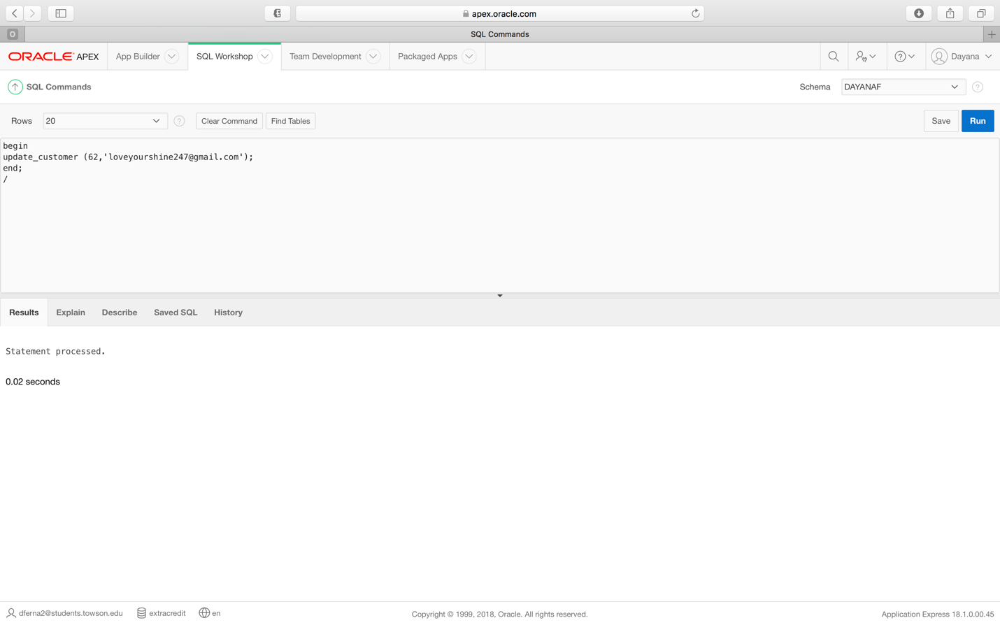 apex.oracle.com
O
SQL Commands
+
ORACLE APEX
App Builder
SQL Workshop
Team Development
Packaged Apps
?
Dayana
SQL Commands
Schema
DAYANAF
?
Rows
20
?
Clear Command
Find Tables
Save
Run
begin
update_customer (62,'loveyourshine247@gmail.com');
end;
/
Results
Explain
Describe
Saved SQL
History
Statement processed.
0.02 seconds
dferna2@students.towson.edu
extracredit
en
Copyright © 1999, 2018, Oracle. All rights reserved.
Application Express 18.1.0.00.45